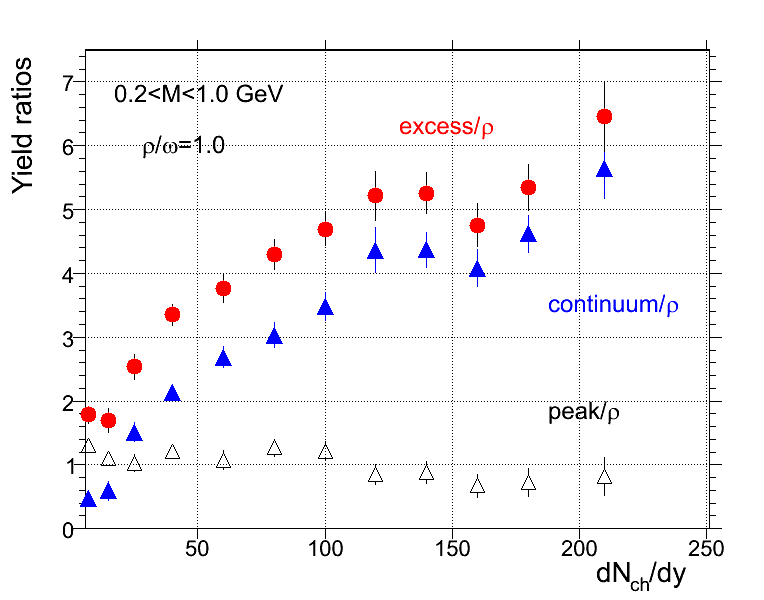 Yield ratios
7
6
5
4
3
2
1
0
0.2<M<1.0 GeV
ρ/ω=1.0
excess/ρ
continuum/ρ
peak/ρ
50 100 150 200 250
dNch/dy